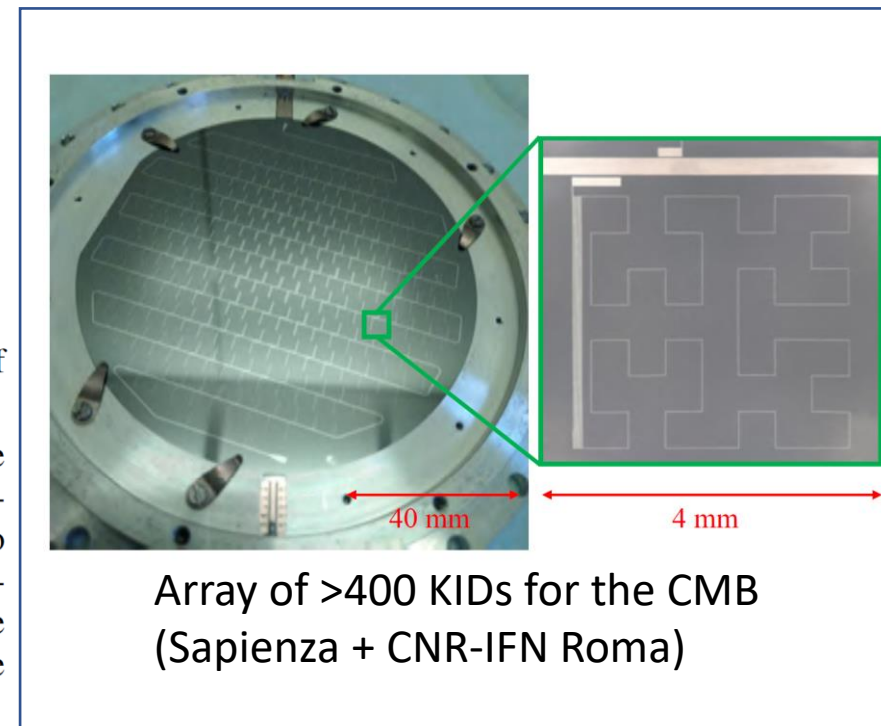 f
e
-
o
-
e
e
40 mm
4 mm
Array of >400 KIDs for the CMB
(Sapienza + CNR-IFN Roma)